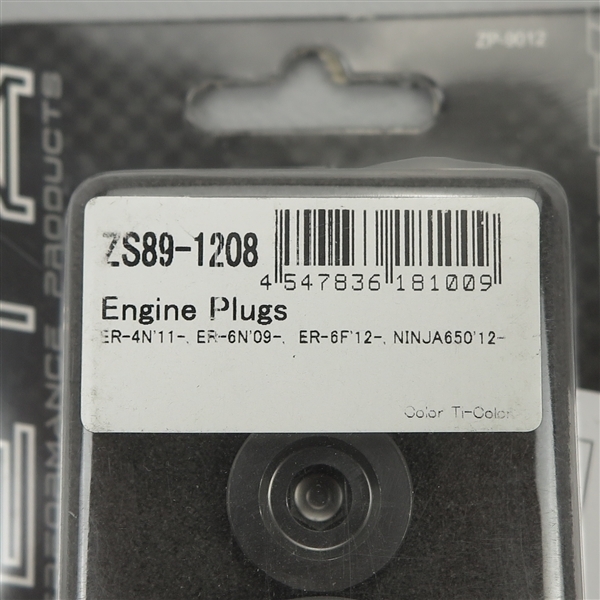 ZP-9012
ZS89-1208
4 547836 181009
Engine Plugs
ER-4N'11-, ER-6N'09-, ER-6F'12-, NINJA650'12-
Color Ti-Color
PRODUCTS